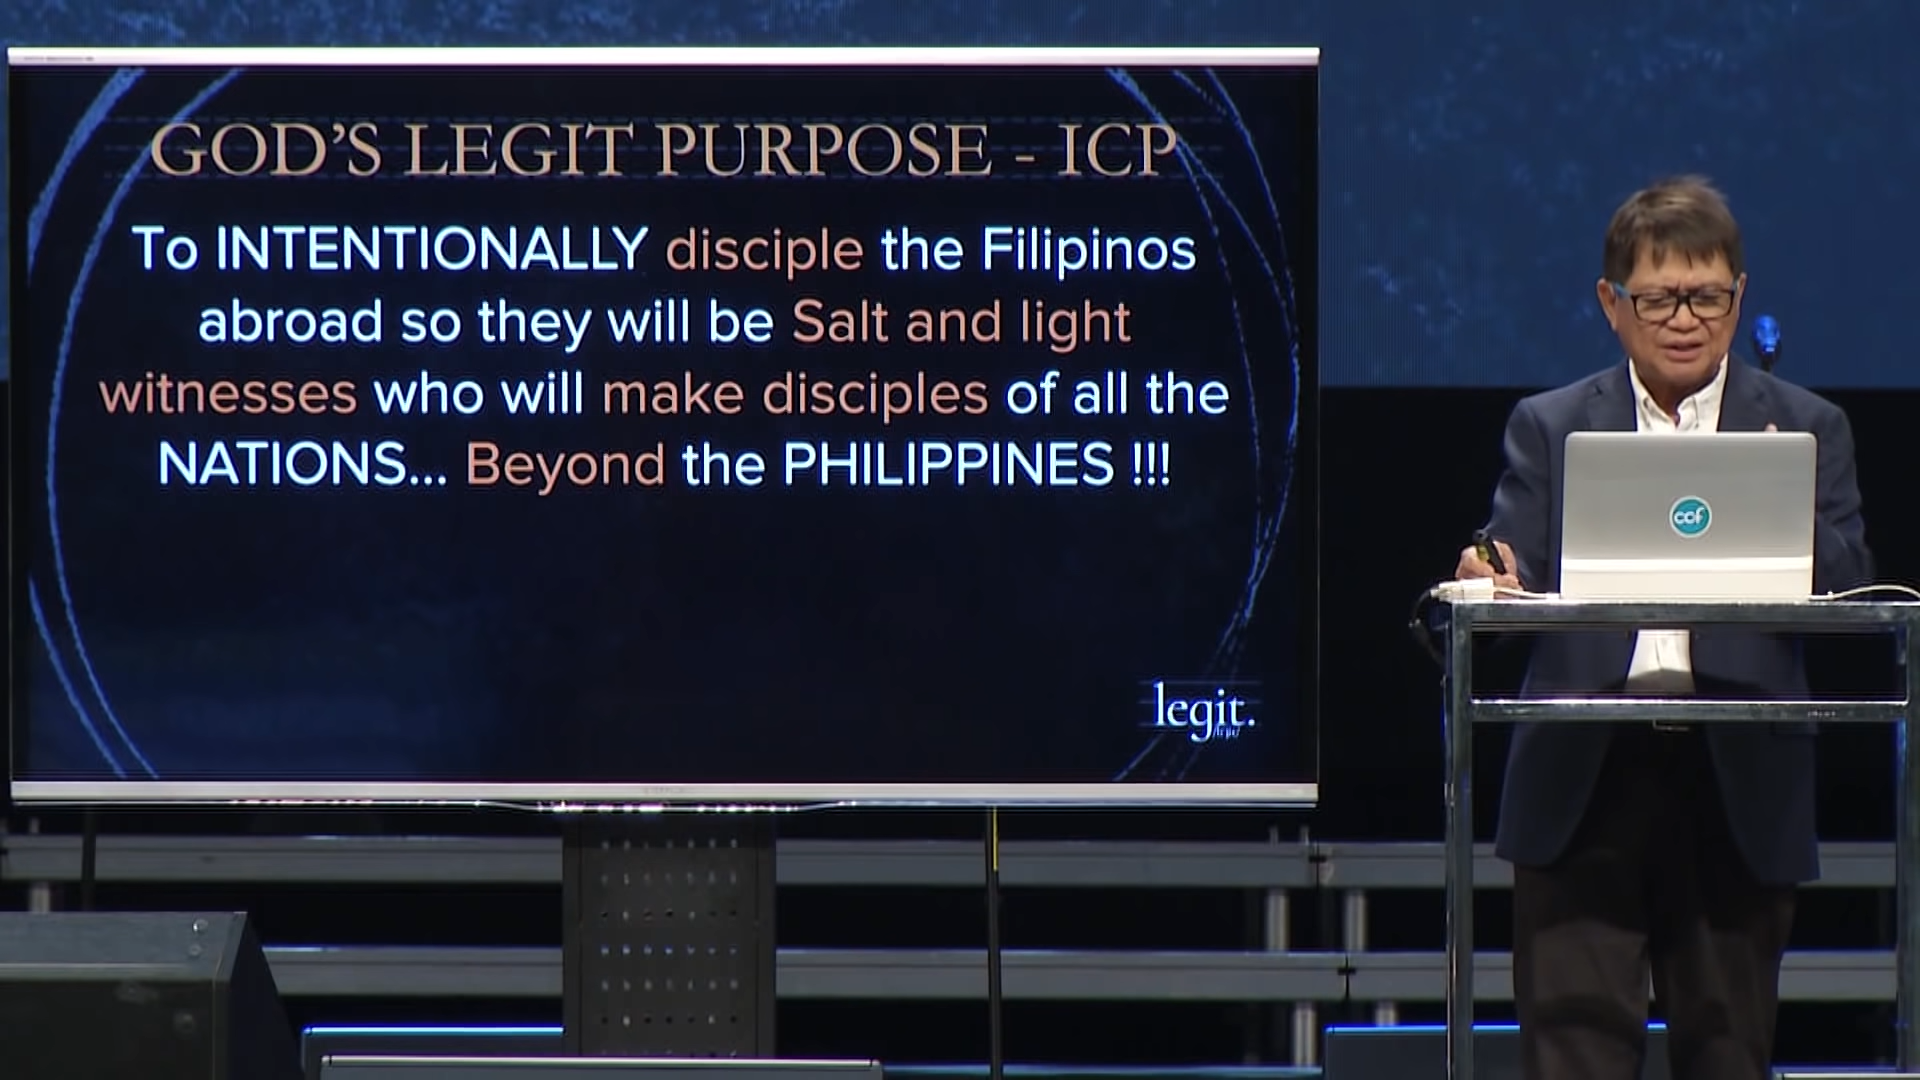 GOD'S LEGIT PURPOSE - ICP
To INTENTIONALLY disciple the Filipinos
abroad so they will be Salt and light
witnesses who will make disciples of all the
NATIONS... Beyond the PHILIPPINES !!!
legit.
ccf